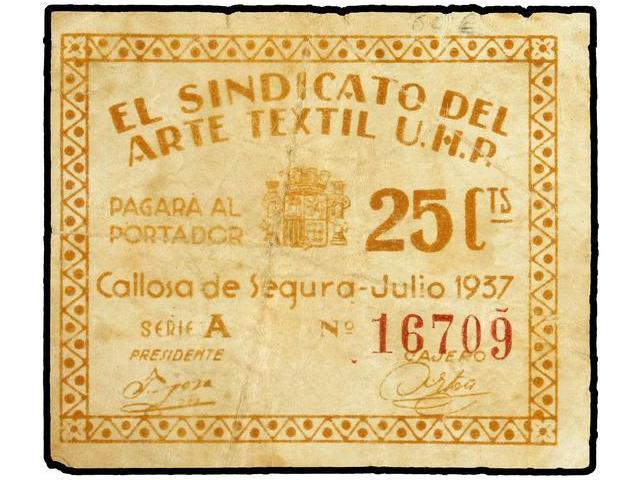 EL SINDICATO DEL
ARTE TEXTIL U.H.P.
PAGARÁ AL
PORTADOR
25 Cts
Callosa de Segura-Julio 1937
SERIE A Nº 16709
PRESIDENTE CAJERO